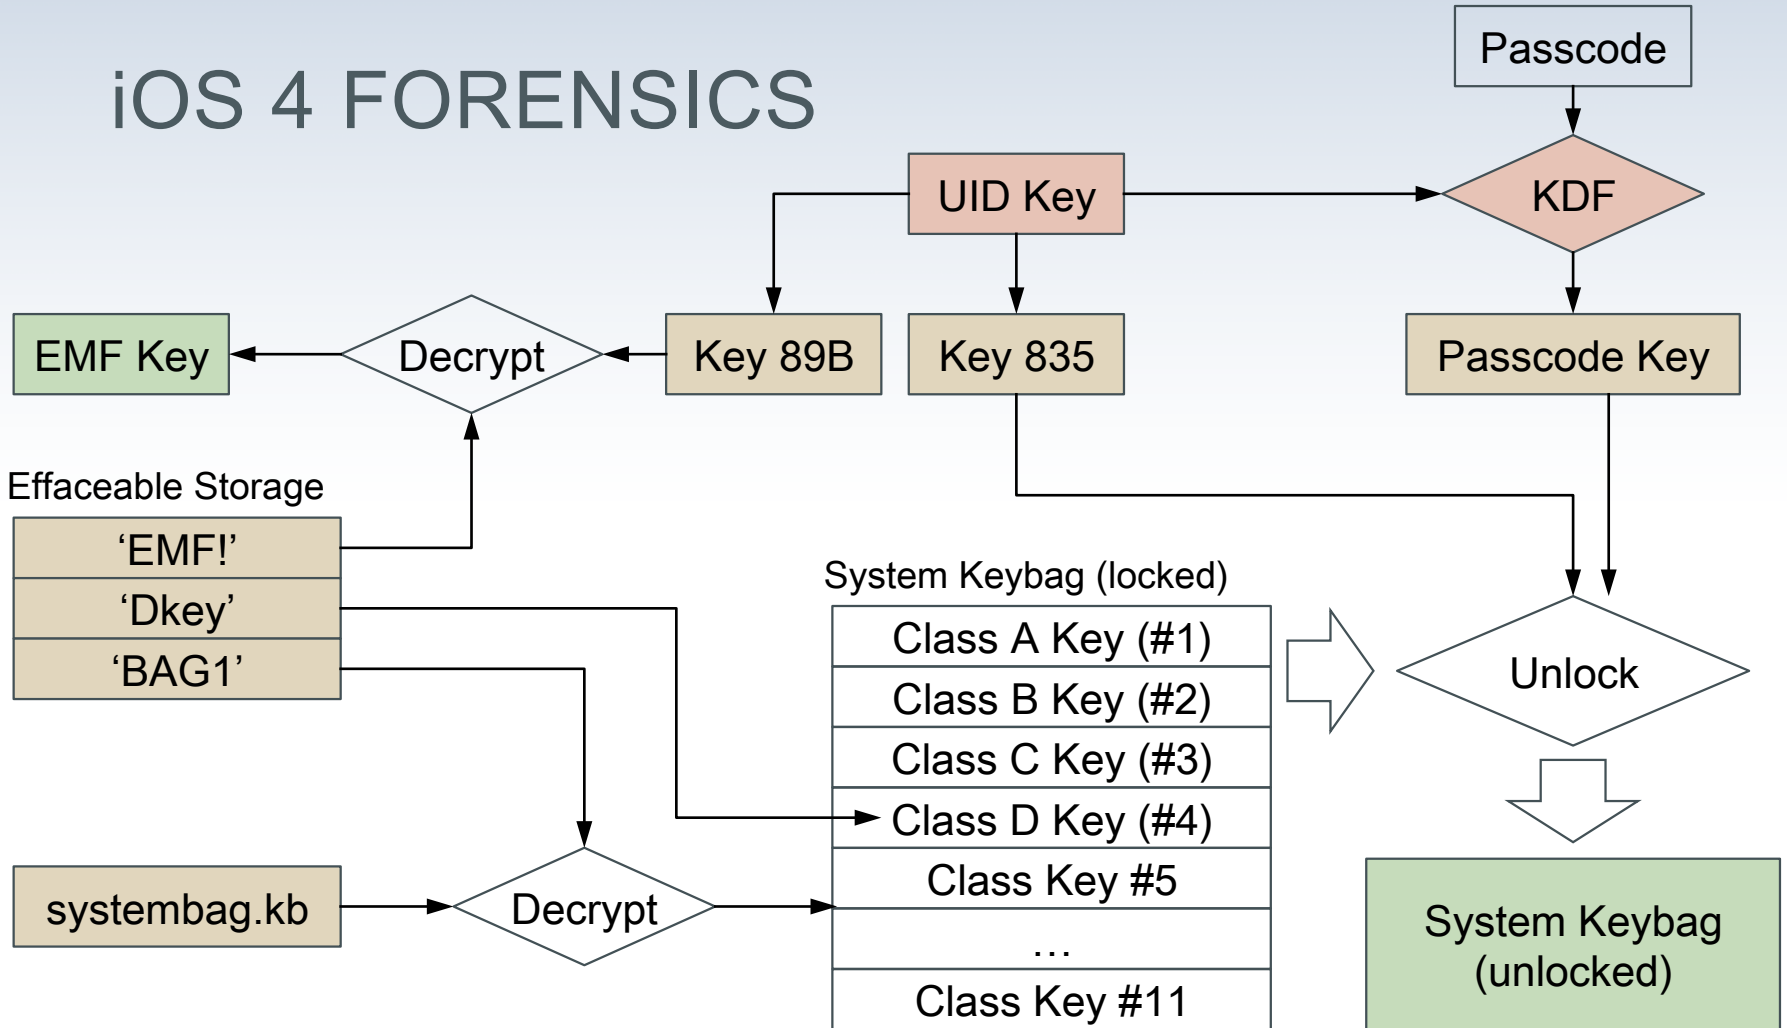 iOS 4 FORENSICS
Passcode
UID Key
KDF
EMF Key
Decrypt
Key 89B
Key 835
Passcode Key
Effaceable Storage
‘EMF!’
‘Dkey’
‘BAG1’
System Keybag (locked)
Class A Key (#1)
Class B Key (#2)
Class C Key (#3)
Class D Key (#4)
Class Key #5
…
Class Key #11
Unlock
systembag.kb
Decrypt
System Keybag
(unlocked)